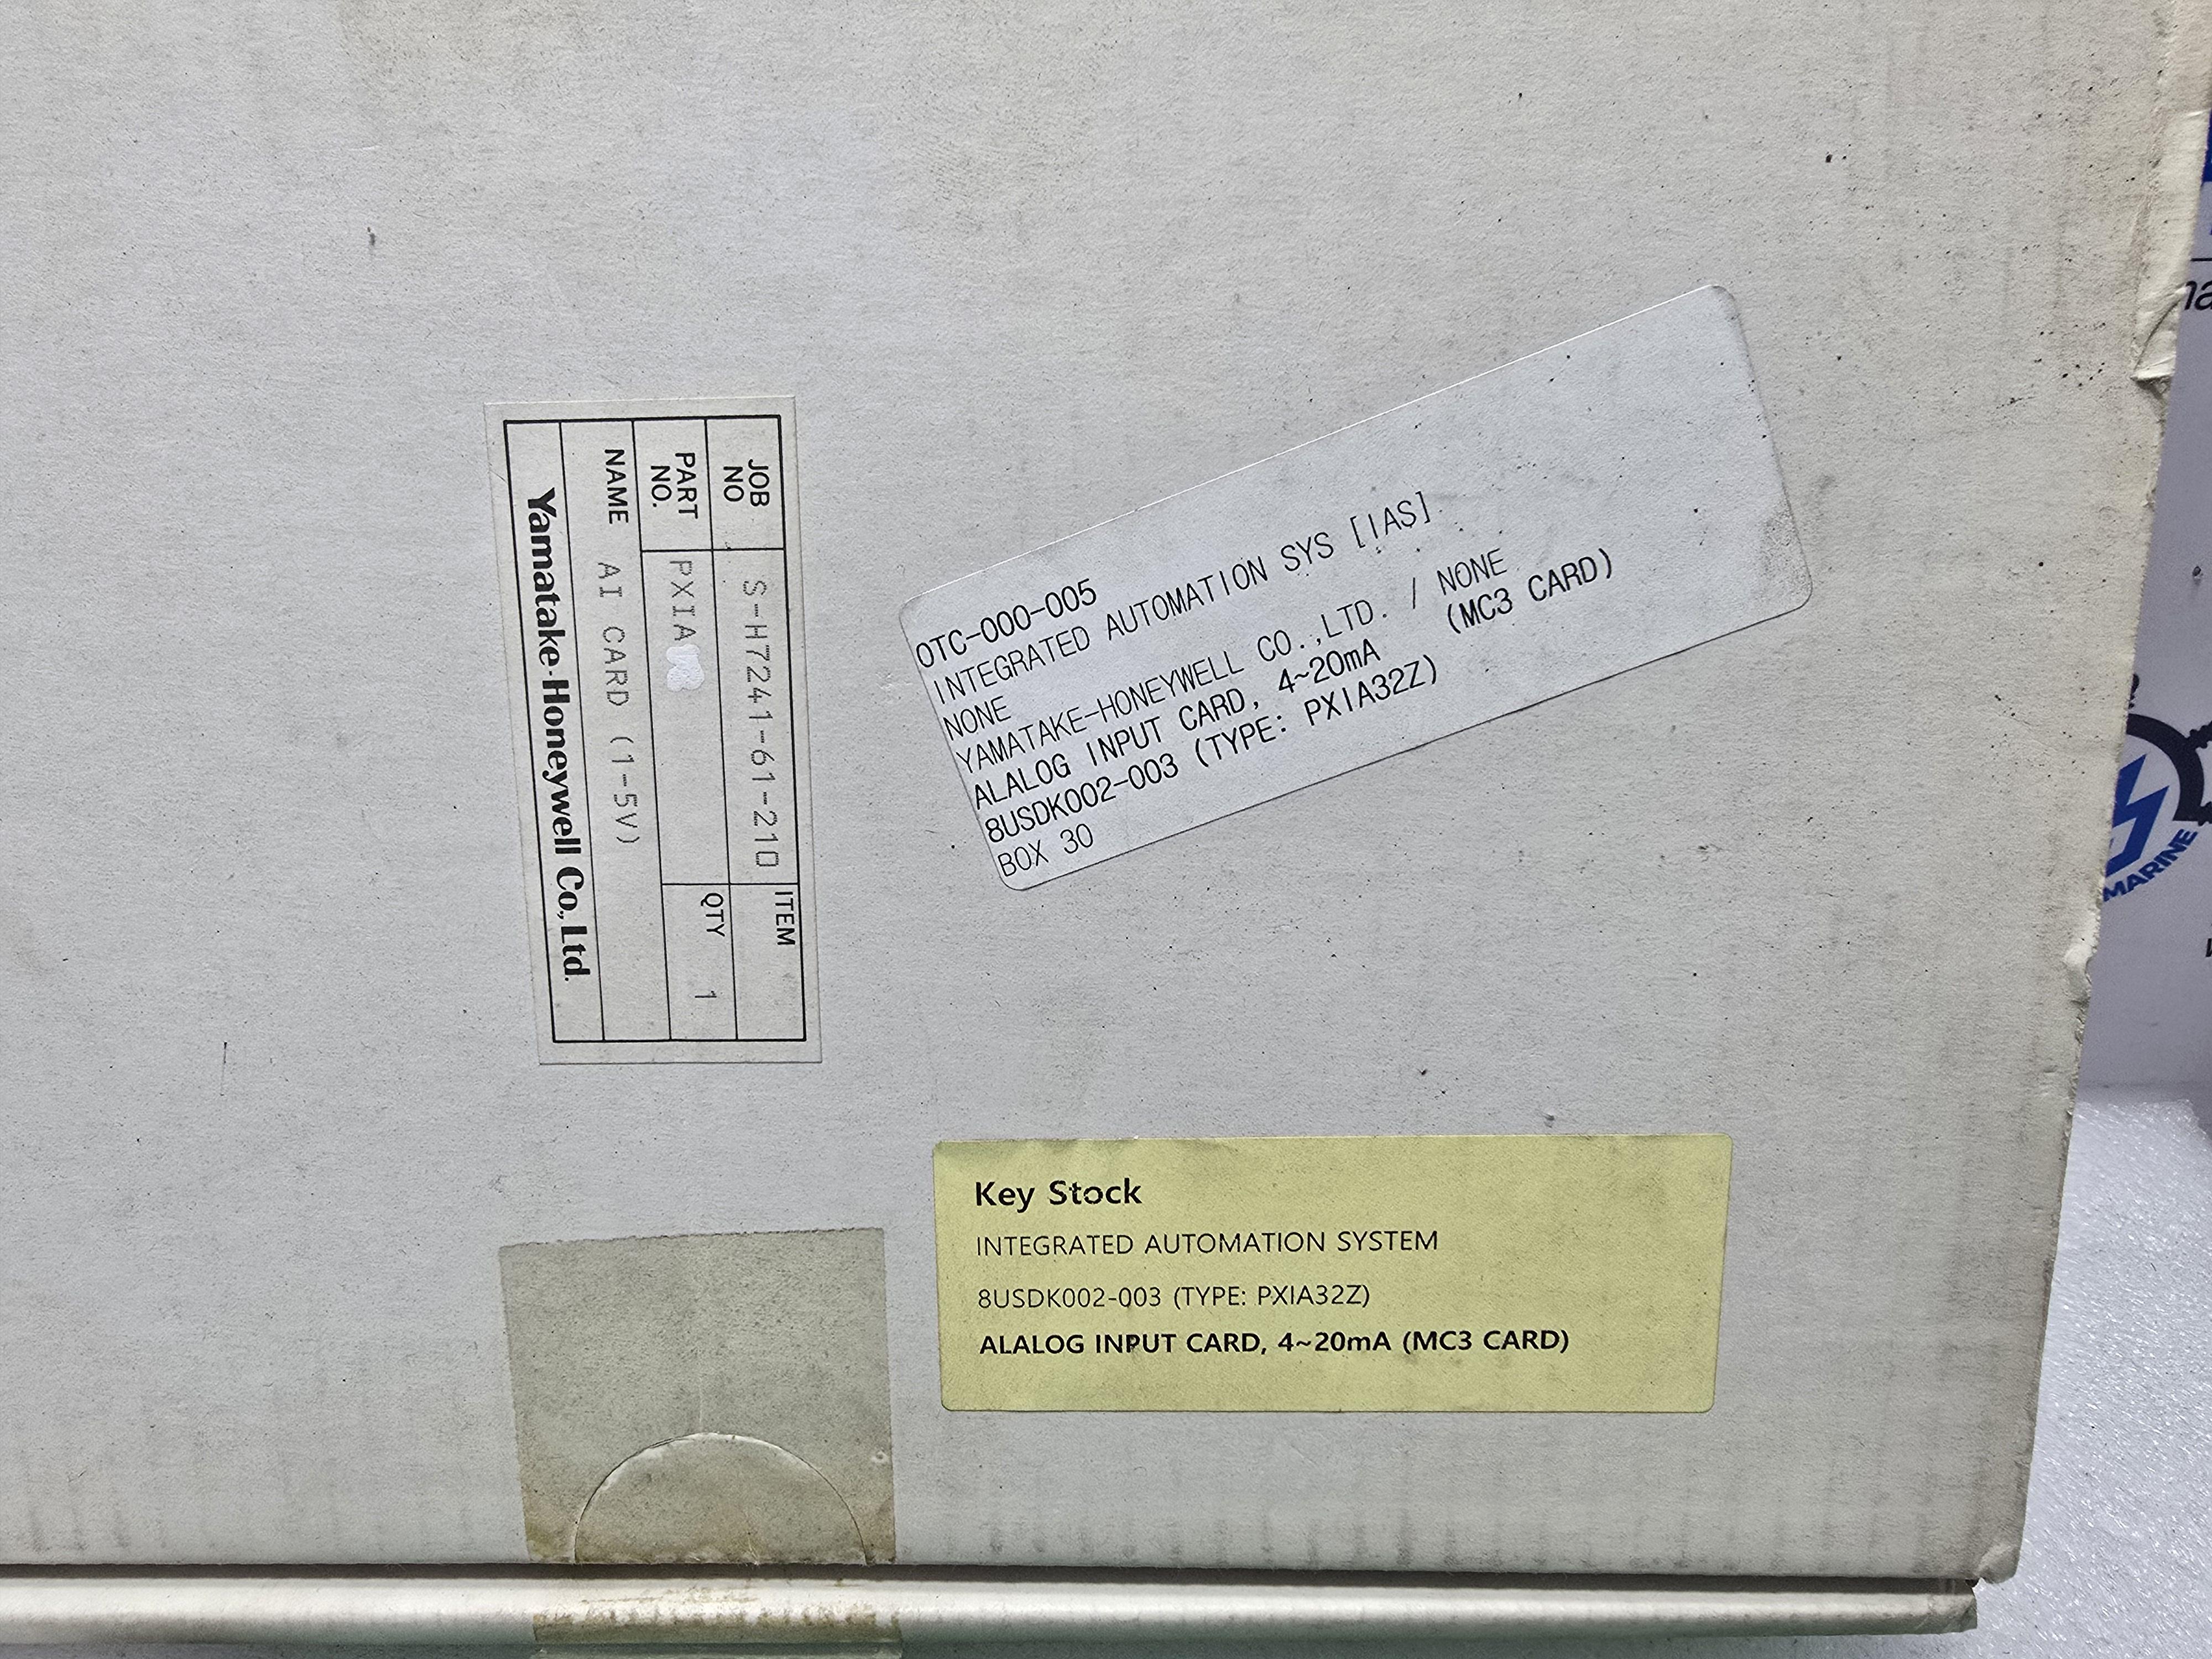 JOB NO S-H7241-61-210 ITEM
PART NO. PXIA QTY 1
NAME AI CARD (1-5V)
Yamatake-Honeywell Co., Ltd.
OTC-000-005
INTEGRATED AUTOMATION SYS [IAS]
NONE
YAMATAKE-HONEYWELL CO.,LTD. / NONE
ALALOG INPUT CARD, 4~20mA (MC3 CARD)
8USDK002-003 (TYPE: PXIA32Z)
BOX 30
Key Stock
INTEGRATED AUTOMATION SYSTEM
8USDK002-003 (TYPE: PXIA32Z)
ALALOG INPUT CARD, 4~20mA (MC3 CARD)
MARINE